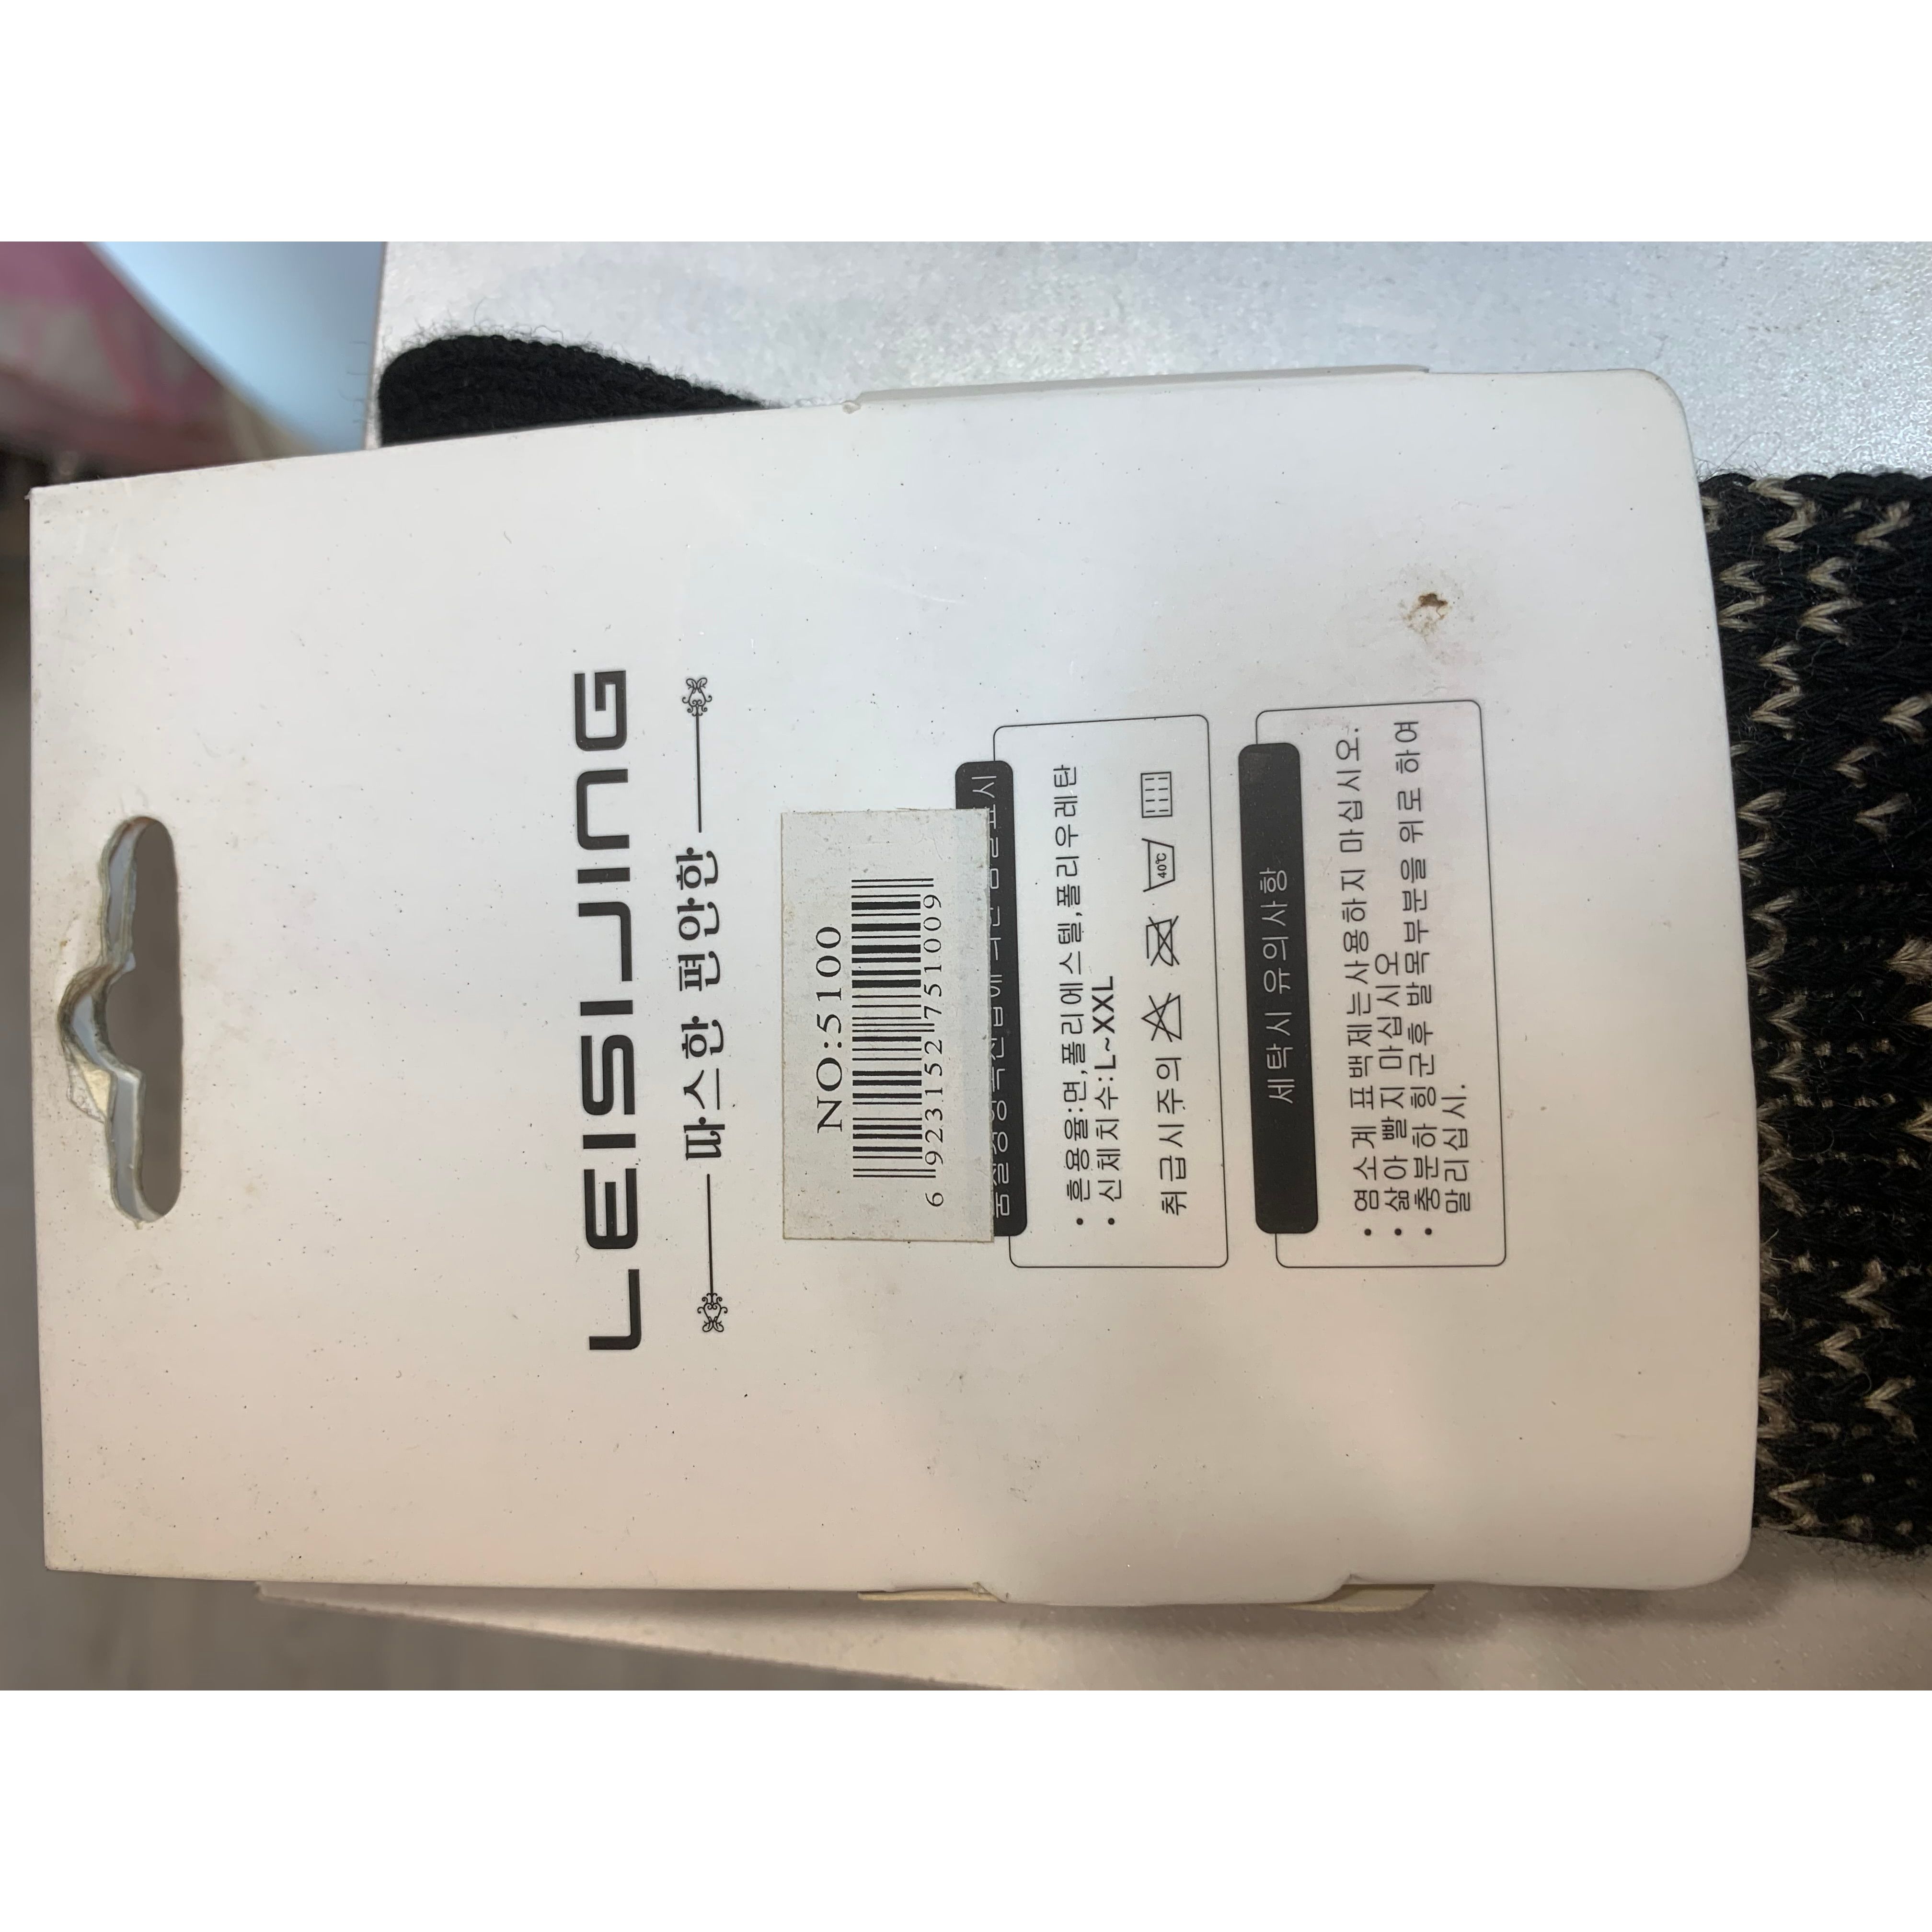 LEISIJING
따스한 편안한
NO:5100
6 923152 751009
표시
• 혼용율:면,폴리에스텔,폴리우레탄
• 신체치수:L~XXL
취급시주의
40℃
세탁시 유의사항
• 염소계 표백제는사용하지 마십시오.
• 삶아 빨지 마십시오
• 충분하 헝군후 발목부분을 위로 하여
말리십시.